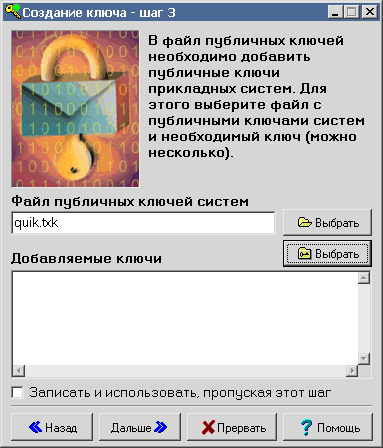 Создание ключа - шаг 3
В файл публичных ключей
необходимо добавить
публичные ключи
прикладных систем. Для
этого выберите файл с
публичными ключами систем
и необходимый ключ (можно
несколько).
Файл публичных ключей систем
quik.txk
Выбрать
Выбрать
Добавляемые ключи
Записать и использовать, пропуская этот шаг
Назад
Дальше
Прервать
Помощь